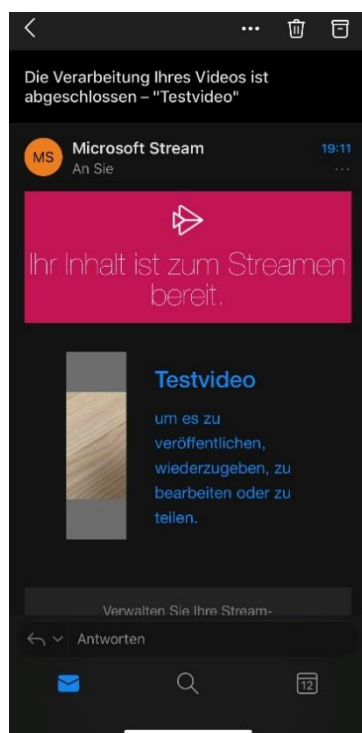 Die Verarbeitung Ihres Videos ist
abgeschlossen – "Testvideo"
MS
Microsoft Stream
19:11
An Sie
Ihr Inhalt ist zum Streamen
bereit.
Testvideo
um es zu
veröffentlichen,
wiederzugeben, zu
bearbeiten oder zu
teilen.
Verwalten Sie Ihre Stream-
Antworten
12